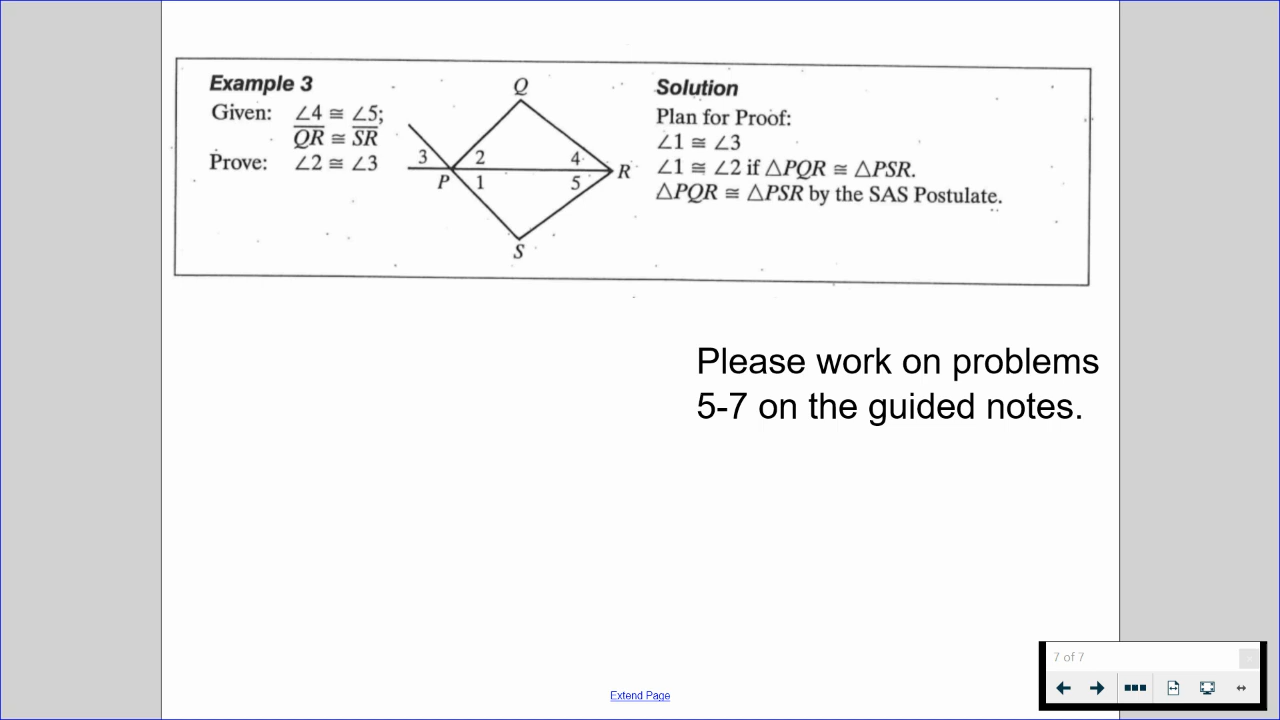 Example 3
Given: ∠4 ≅ ∠5;
QR ≅ SR
Prove: ∠2 ≅ ∠3
Q
3 2 4
R
P 1 5
S
Solution
Plan for Proof:
∠1 ≅ ∠3
∠1 ≅ ∠2 if △PQR ≅ △PSR.
△PQR ≅ △PSR by the SAS Postulate.
Please work on problems
5-7 on the guided notes.
7 of 7
Extend Page